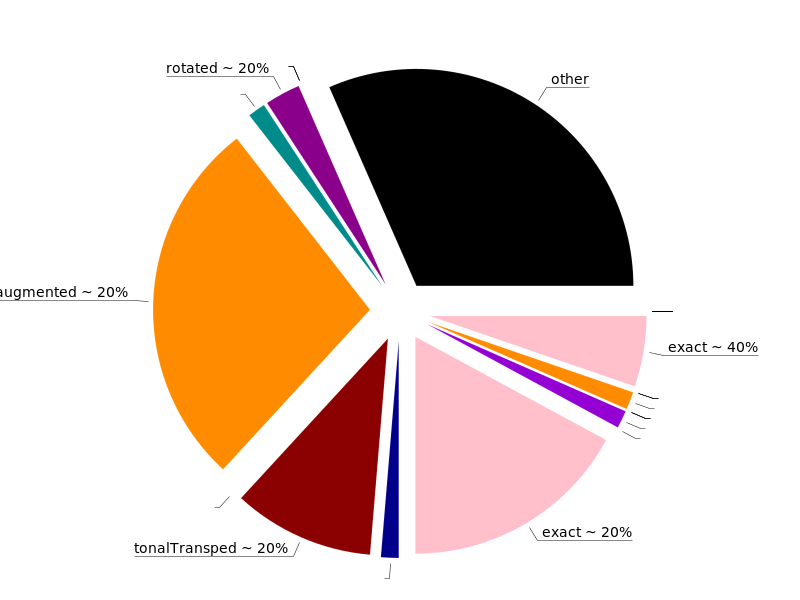 rotated ~ 20%
other
augmented ~ 20%
exact ~ 40%
exact ~ 20%
tonalTransped ~ 20%